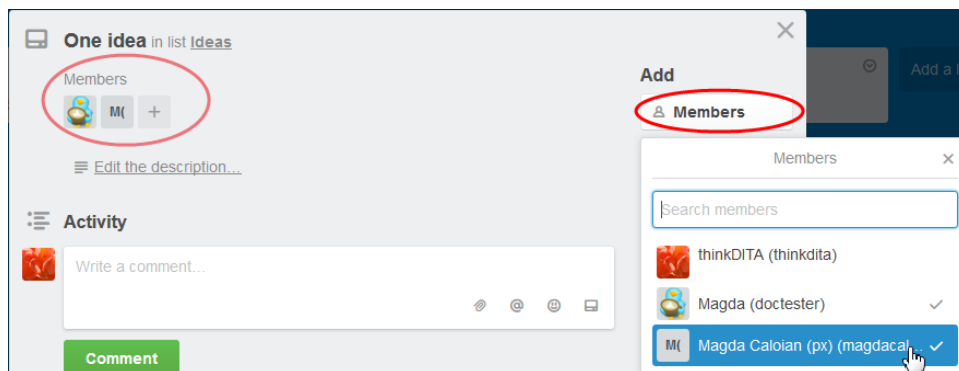 One idea in list Ideas
Members
M(
+
Edit the description...
Activity
Write a comment...
@
Comment
Add
Members
Add a l
Members
Search members
thinkDITA (thinkdita)
Magda (doctester)
M( Magda Caloian (px) (magdacal...